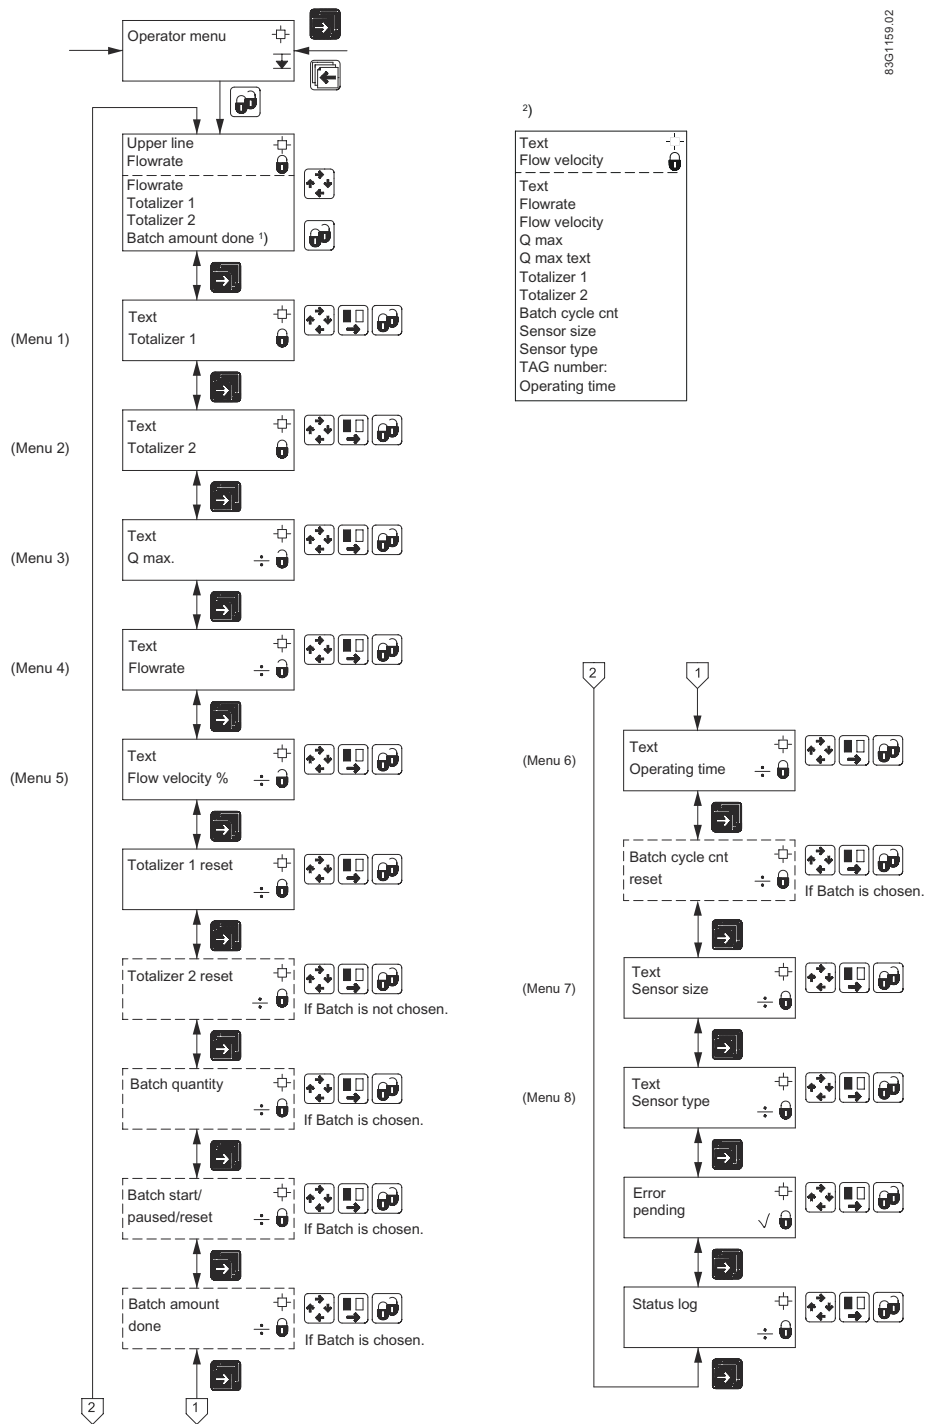 83G1159.02
Operator menu
Upper line
Flowrate
Flowrate
Totalizer 1
Totalizer 2
Batch amount done ¹)
(Menu 1)
Text
Totalizer 1
(Menu 2)
Text
Totalizer 2
(Menu 3)
Text
Q max.
÷
(Menu 4)
Text
Flowrate
÷
(Menu 5)
Text
Flow velocity %
÷
Totalizer 1 reset
÷
Totalizer 2 reset
÷
If Batch is not chosen.
Batch quantity
÷
If Batch is chosen.
Batch start/
paused/reset
÷
If Batch is chosen.
Batch amount
done
÷
If Batch is chosen.
2
1
²)
Text
Flow velocity
Text
Flowrate
Flow velocity
Q max
Q max text
Totalizer 1
Totalizer 2
Batch cycle cnt
Sensor size
Sensor type
TAG number:
Operating time
2
1
(Menu 6)
Text
Operating time
÷
Batch cycle cnt
reset
÷
If Batch is chosen.
(Menu 7)
Text
Sensor size
÷
(Menu 8)
Text
Sensor type
÷
Error
pending
√
Status log
÷